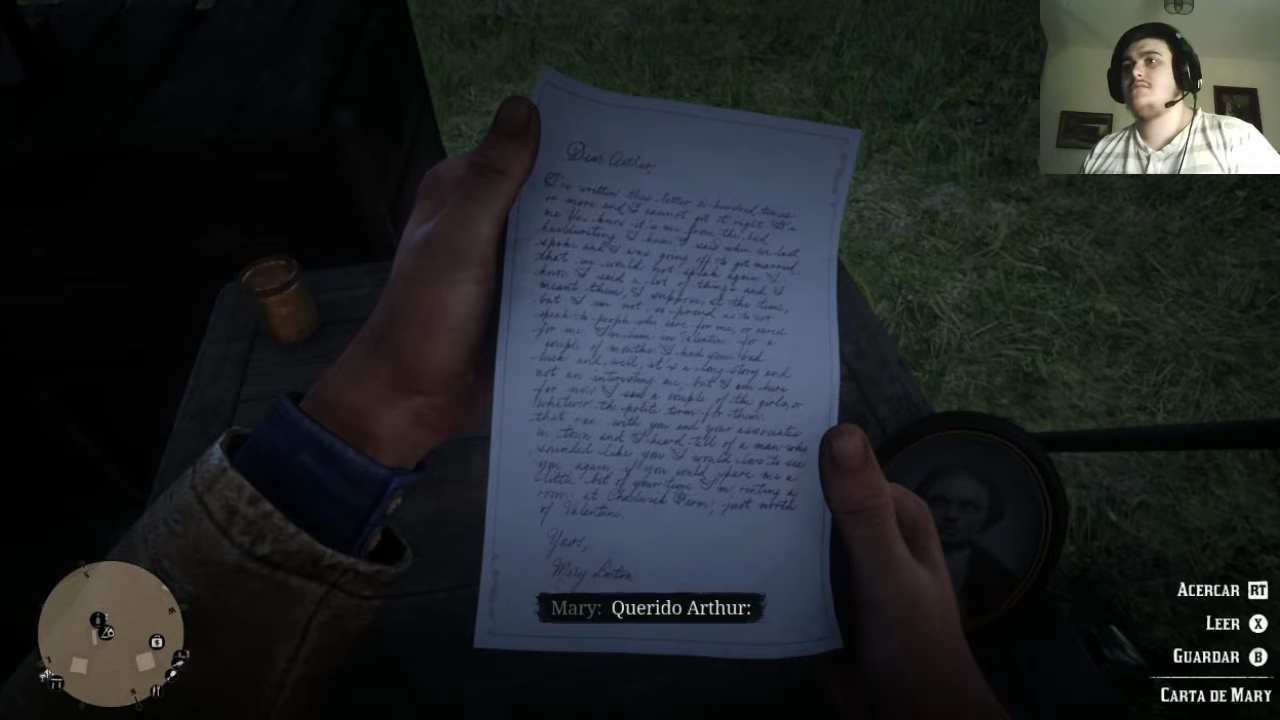 Dear Arthur,
I've written this letter a hundred times
or more and I cannot get it right. It's
me. You know it is me from the bad
handwriting. I know I said when we last
spoke and I was going off to get married,
that we would not speak again. I
know I said a lot of things and I
meant them, I suppose, at the time,
but I am not so proud as to not
speak to people who care for me, or cared
for me. I've been in Valentine for a
couple of months. I had some bad
luck and, well, it's a long story and
not an interesting one, but I am here
for now. I saw a couple of the girls, or
whatever the polite term for them,
that ran with you and your associates
in town and I heard tell of a man who
sounded like you. I would love to see
you again, if you could spare me a
little bit of your time. I'm renting a
room at Chadwick Farm, just north
of Valentine.
Yours,
Mary Linton
Mary: Querido Arthur:
ACERCAR RT
LEER X
GUARDAR B
CARTA DE MARY